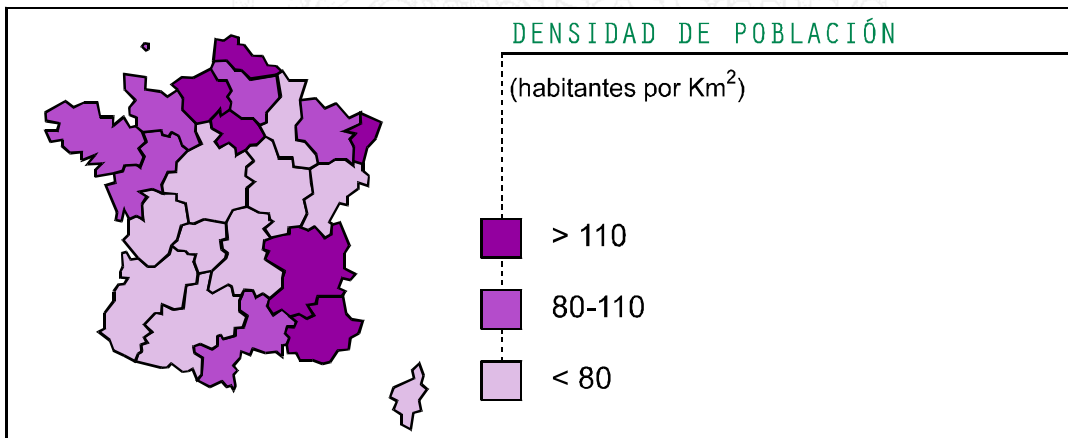 DENSIDAD DE POBLACIÓN
(habitantes por Km²)
> 110
80-110
< 80